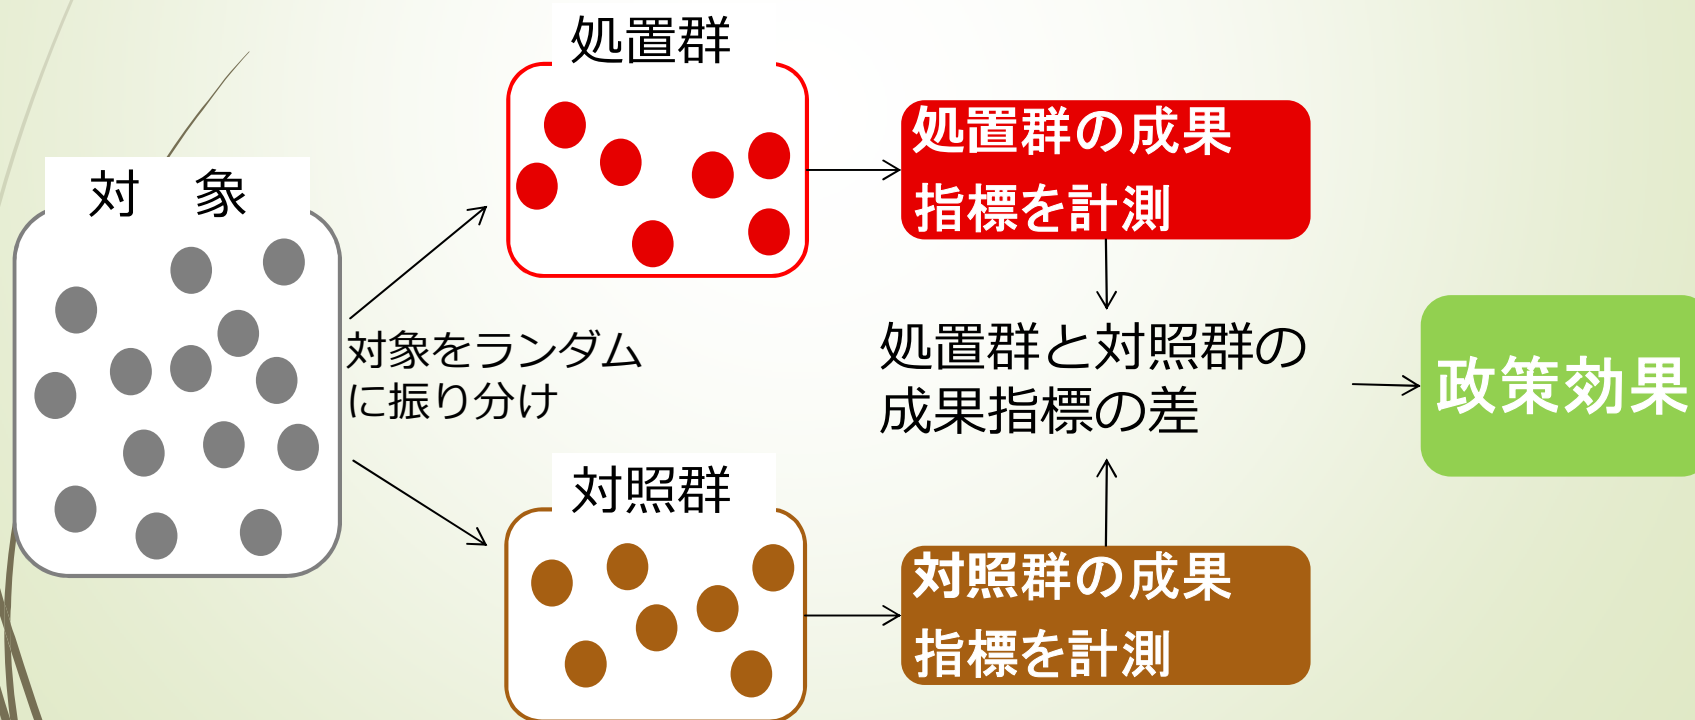 対　象
対象をランダム
に振り分け
処置群
対照群
処置群の成果
指標を計測
処置群と対照群の
成果指標の差
対照群の成果
指標を計測
政策効果